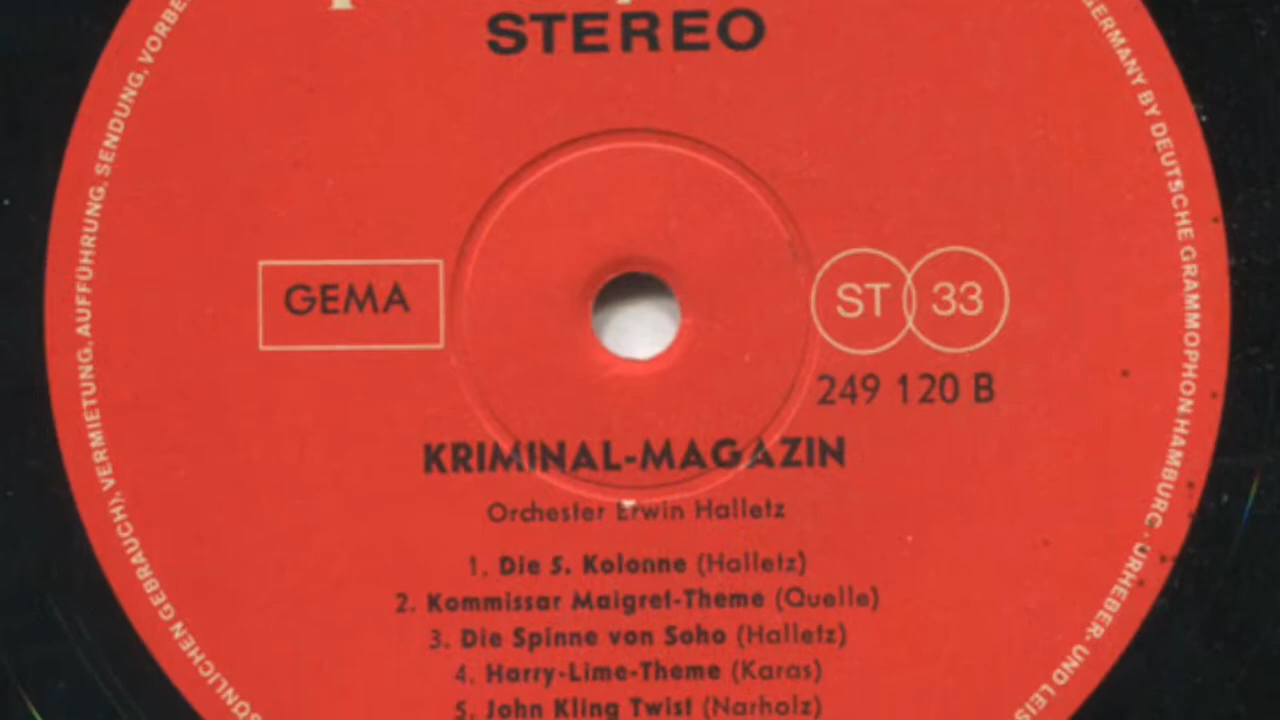 STEREO
GEMA
ST 33
249 120 B
KRIMINAL-MAGAZIN
Orchester Erwin Halletz
1. Die 5. Kolonne (Halletz)
2. Kommissar Maigret-Theme (Quelle)
3. Die Spinne von Soho (Halletz)
4. Harry-Lime-Theme (Karas)
5. John Kling Twist (Narholz)
GEBRAUCH), VERMIETUNG, AUFFÜHRUNG, SENDUNG,
GERMANY BY DEUTSCHE GRAMMOPHON HAMBURG · URHEBER- UND